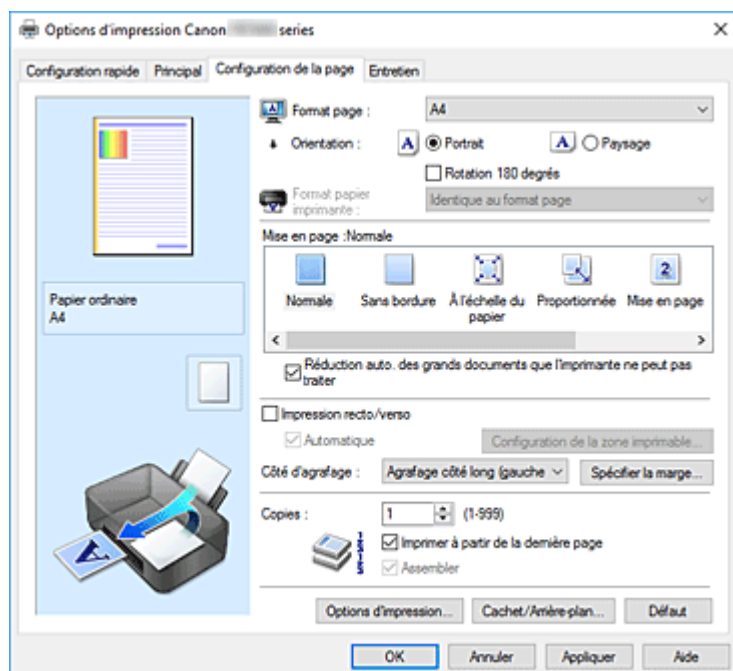 Options d'impression Canon series
Configuration rapide Principal Configuration de la page Entretien
Format page : A4
Orientation : A Portrait A Paysage
Rotation 180 degrés
Format papier
imprimante : Identique au format page
Mise en page :Normale
2
Normale Sans bordure À l'échelle du
papier Proportionnée Mise en page
Papier ordinaire
A4
Réduction auto. des grands documents que l'imprimante ne peut pas
traiter
Impression recto/verso
Automatique Configuration de la zone imprimable...
Côté d'agrafage : Agrafage côté long (gauche Spécifier la marge...
Copies : 1 (1-999)
Imprimer à partir de la dernière page
Assembler
A
Options d'impression... Cachet/Arrière-plan... Défaut
OK Annuler Appliquer Aide